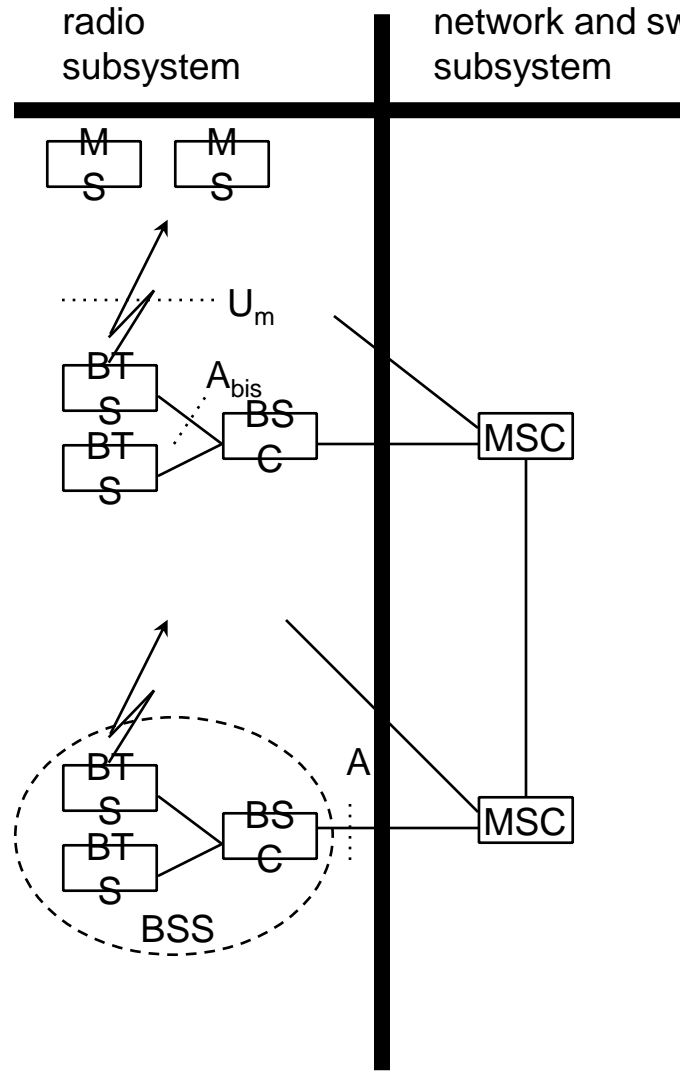 radio
subsystem
network and sw
subsystem
M
S
M
S
Um
BT
S
Abis
BS
C
BT
S
MSC
A
BT
S
BS
C
MSC
BT
S
BSS